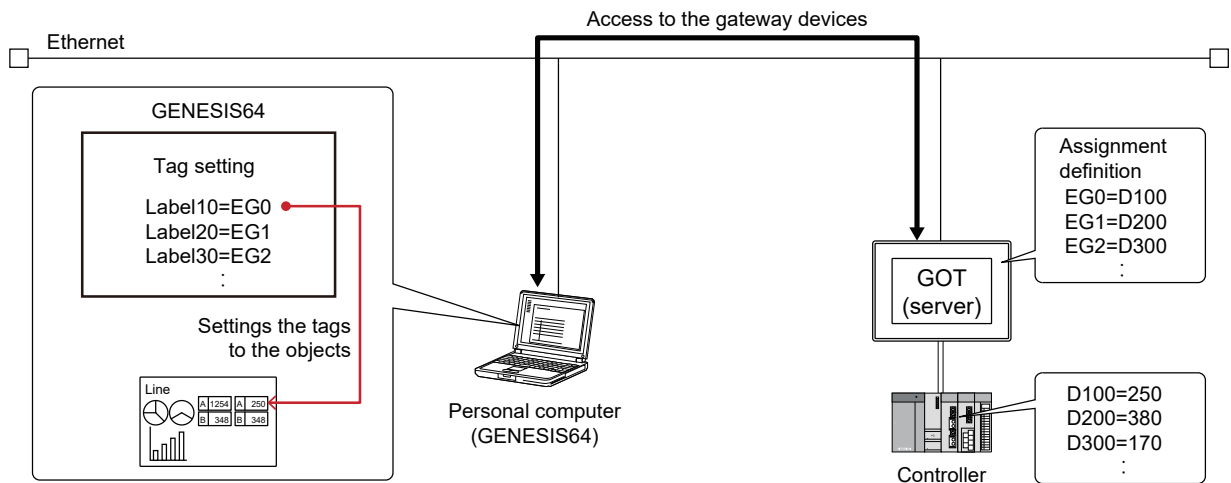 Access to the gateway devices
Ethernet
GENESIS64
Tag setting
Label10=EG0
Label20=EG1
Label30=EG2
:
Settings the tags
to the objects
Line
A 1254 A 250
B 348 B 348
Personal computer
(GENESIS64)
Assignment
definition
EG0=D100
EG1=D200
EG2=D300
:
GOT
(server)
D100=250
D200=380
D300=170
:
Controller